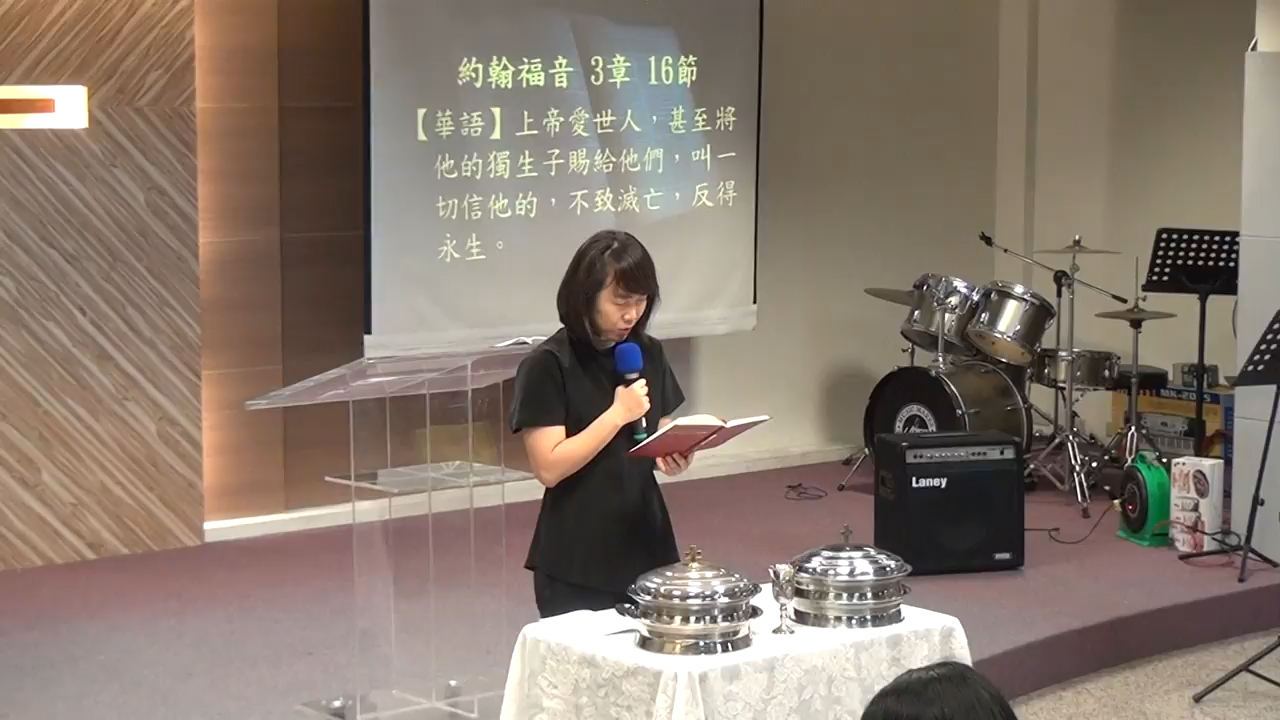 約翰福音 3章 16節
【華語】上帝愛世人，甚至將
他的獨生子賜給他們，叫一
切信他的，不致滅亡，反得
永生。
Laney